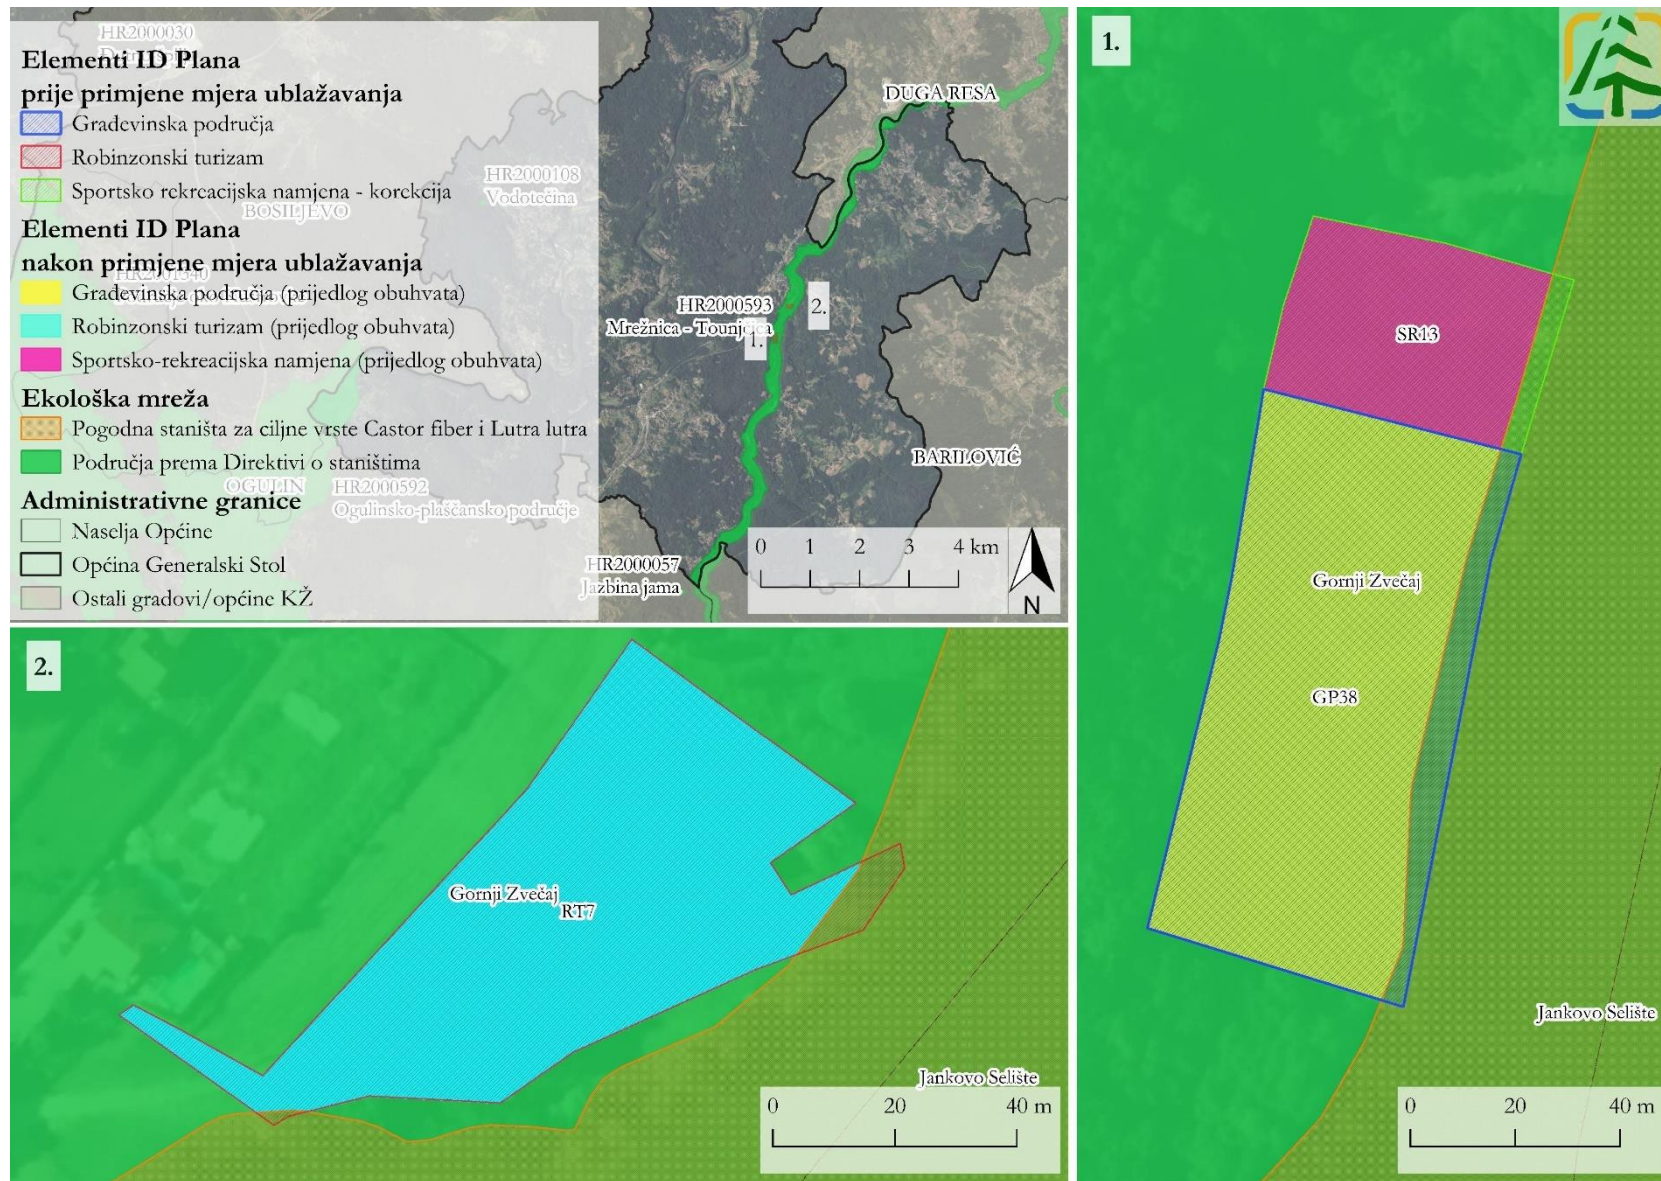 HR2000030
Elementi ID Plana
prije primjene mjera ublažavanja
Građevinska područja
Robinzonski turizam
Sportsko rekreacijska namjena - korekcija
Elementi ID Plana
nakon primjene mjera ublažavanja
Građevinska područja (prijedlog obuhvata)
Robinzonski turizam (prijedlog obuhvata)
Sportsko-rekreacijska namjena (prijedlog obuhvata)
Ekološka mreža
Pogodna staništa za ciljne vrste Castor fiber i Lutra lutra
Područja prema Direktivi o staništima
Administrativne granice
Naselja Općine
Općina Generalski Stol
Ostali gradovi/općine KŽ
HR2000108
Vodotečina
BOSILJEVO
OGULIN
HR2000592
Ogulinsko-plaščansko područje
DUGA RESA
HR2000593
Mrežnica - Tounjčica
1.
2.
BARILOVIĆ
HR2000057
Jazbina jama
0 1 2 3 4 km
N
1.
SR13
Gornji Zvečaj
GP38
Jankovo Selište
0 20 40 m
2.
Gornji Zvečaj
RT7
Jankovo Selište
0 20 40 m